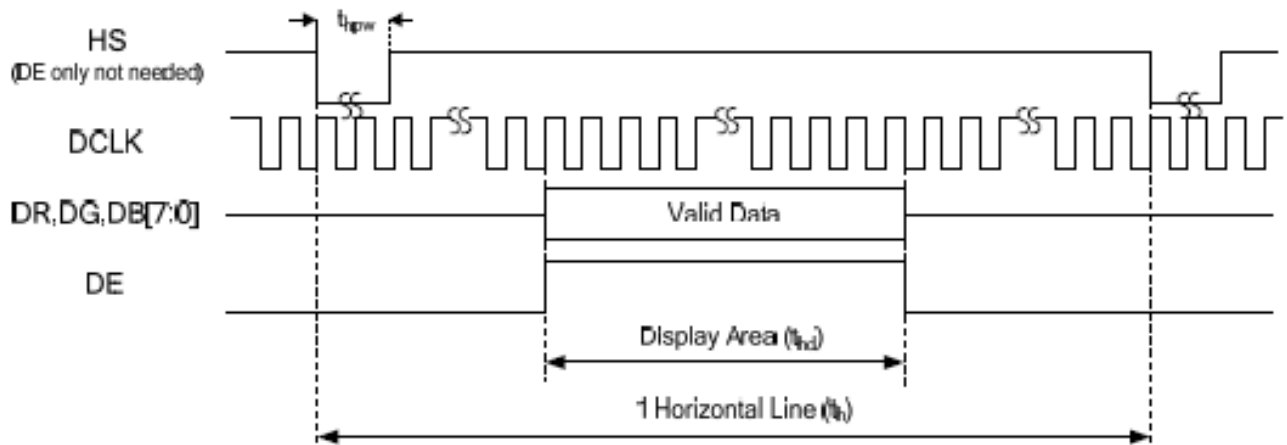 thpw
HS
(DE only not needed)
DCLK
DR,DG,DB[7:0]
Valid Data
DE
Display Area (thd)
1 Horizontal Line (th)